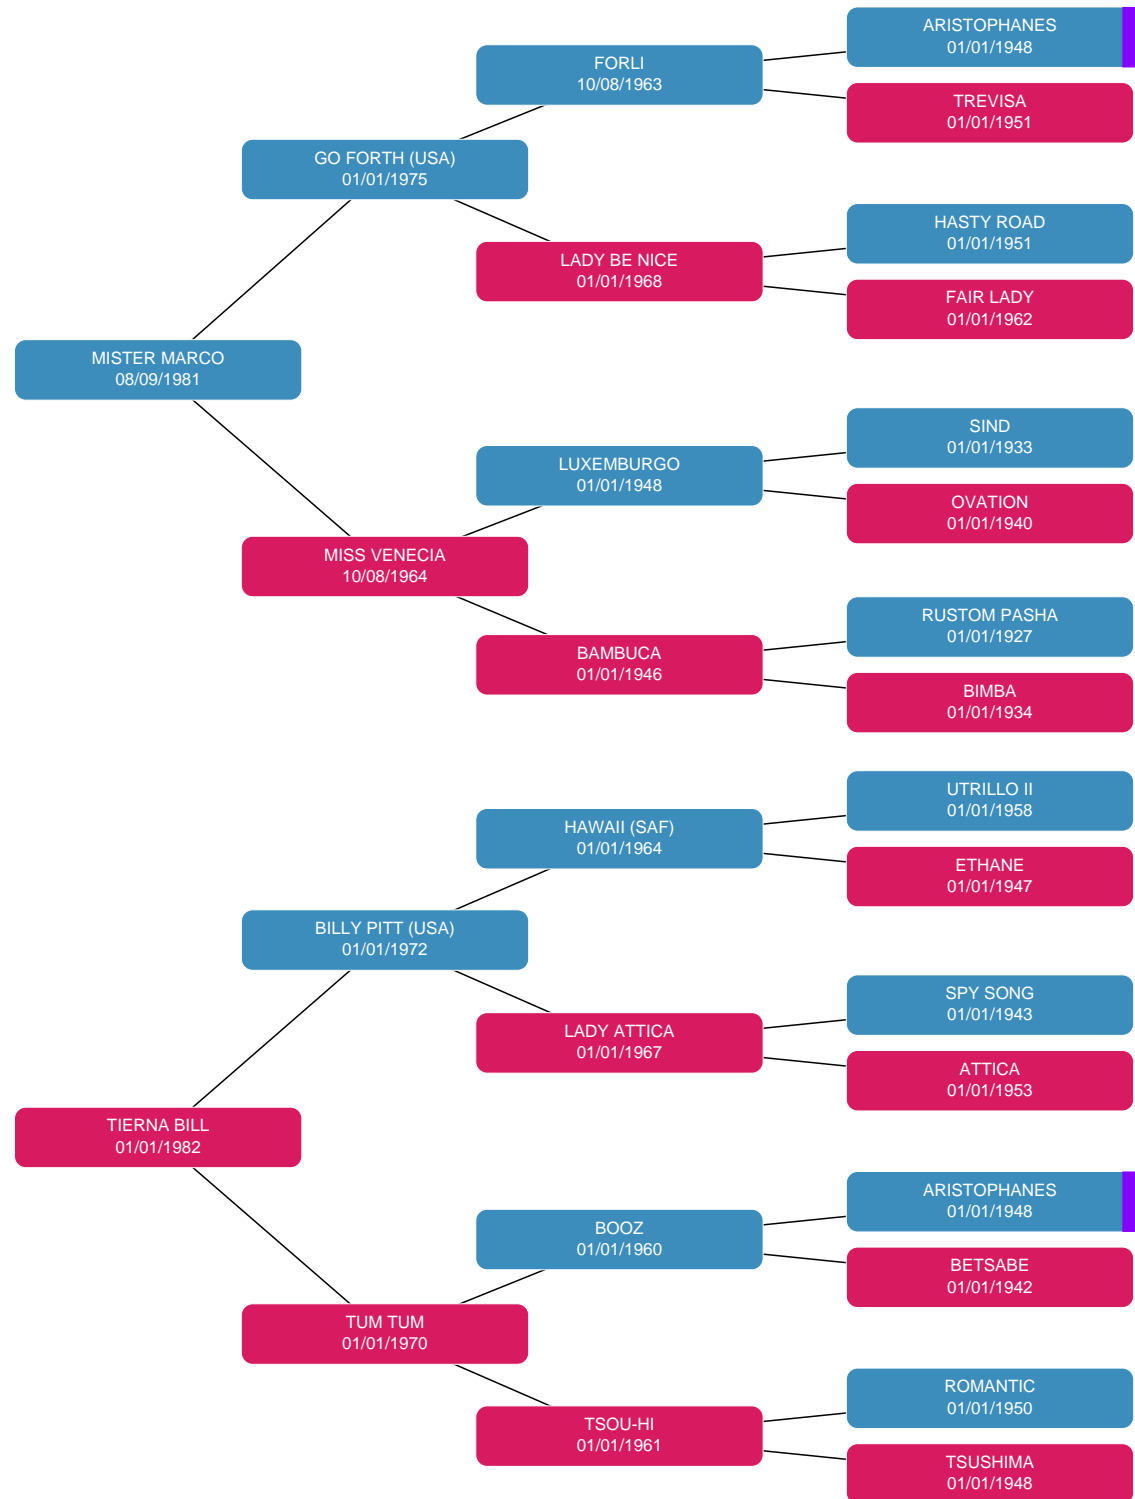 ARISTOPHANES
01/01/1948
FORLI
10/08/1963
TREVISA
01/01/1951
GO FORTH (USA)
01/01/1975
HASTY ROAD
01/01/1951
LADY BE NICE
01/01/1968
FAIR LADY
01/01/1962
MISTER MARCO
08/09/1981
SIND
01/01/1933
LUXEMBURGO
01/01/1948
OVATION
01/01/1940
MISS VENECIA
10/08/1964
RUSTOM PASHA
01/01/1927
BAMBUCA
01/01/1946
BIMBA
01/01/1934
UTRILLO II
01/01/1958
HAWAII (SAF)
01/01/1964
ETHANE
01/01/1947
BILLY PITT (USA)
01/01/1972
SPY SONG
01/01/1943
LADY ATTICA
01/01/1967
ATTICA
01/01/1953
TIERNA BILL
01/01/1982
ARISTOPHANES
01/01/1948
BOOZ
01/01/1960
BETSABE
01/01/1942
TUM TUM
01/01/1970
ROMANTIC
01/01/1950
TSOU-HI
01/01/1961
TSUSHIMA
01/01/1948